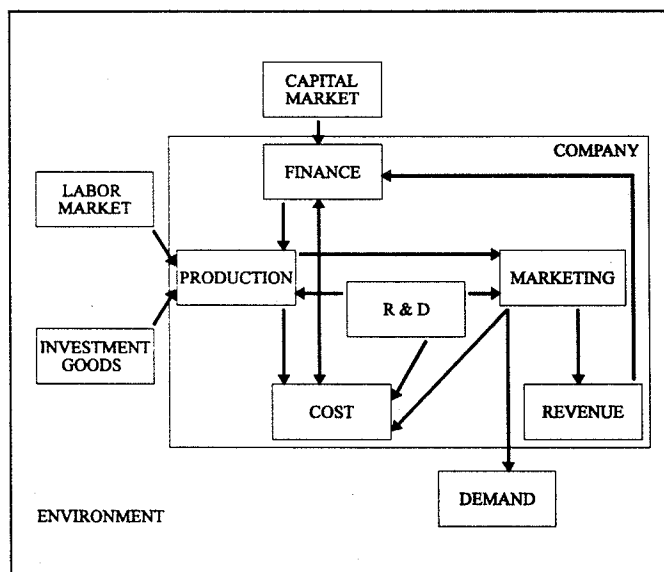 CAPITAL
MARKET
COMPANY
FINANCE
LABOR
MARKET
PRODUCTION
MARKETING
R & D
INVESTMENT
GOODS
COST
REVENUE
DEMAND
ENVIRONMENT